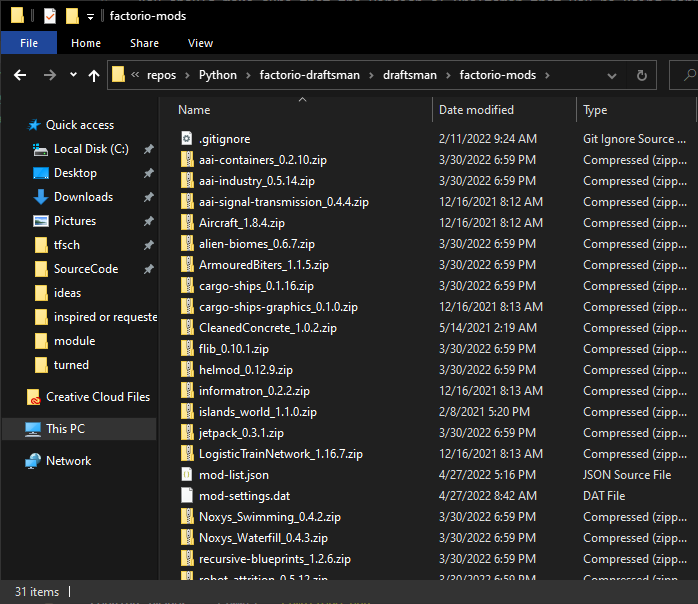 factorio-mods
File Home Share View
« repos > Python > factorio-draftsman > draftsman > factorio-mods >
Name Date modified Type
Quick access
Local Disk (C:)
Desktop
Downloads
Pictures
tfsch
SourceCode
ideas
inspired or requeste
module
turned
Creative Cloud Files
This PC
Network
.gitignore 2/11/2022 9:24 AM Git Ignore Source ...
aai-containers_0.2.10.zip 3/30/2022 6:59 PM Compressed (zipp...
aai-industry_0.5.14.zip 3/30/2022 6:59 PM Compressed (zipp...
aai-signal-transmission_0.4.4.zip 12/16/2021 8:12 AM Compressed (zipp...
Aircraft_1.8.4.zip 12/16/2021 8:12 AM Compressed (zipp...
alien-biomes_0.6.7.zip 3/30/2022 6:59 PM Compressed (zipp...
ArmouredBiters_1.1.5.zip 3/30/2022 6:59 PM Compressed (zipp...
cargo-ships_0.1.16.zip 3/30/2022 6:59 PM Compressed (zipp...
cargo-ships-graphics_0.1.0.zip 12/16/2021 8:13 AM Compressed (zipp...
CleanedConcrete_1.0.2.zip 5/14/2021 2:19 AM Compressed (zipp...
flib_0.10.1.zip 3/30/2022 6:59 PM Compressed (zipp...
helmod_0.12.9.zip 3/30/2022 6:59 PM Compressed (zipp...
informatron_0.2.2.zip 12/16/2021 8:13 AM Compressed (zipp...
islands_world_1.1.0.zip 2/8/2021 5:20 PM Compressed (zipp...
jetpack_0.3.1.zip 3/30/2022 6:59 PM Compressed (zipp...
LogisticTrainNetwork_1.16.7.zip 12/16/2021 8:13 AM Compressed (zipp...
mod-list.json 4/27/2022 5:16 PM JSON Source File
mod-settings.dat 4/27/2022 8:42 AM DAT File
Noxys_Swimming_0.4.2.zip 3/30/2022 6:59 PM Compressed (zipp...
Noxys_Waterfill_0.4.3.zip 3/30/2022 6:59 PM Compressed (zipp...
recursive-blueprints_1.2.6.zip 3/30/2022 6:59 PM Compressed (zipp...
robot_attrition_0.5.12.zip 3/30/2022 6:59 PM Compressed (zipp...
31 items